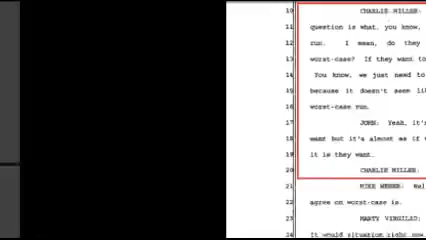 10 CHARLIE MILLER:
11 question is what, you know,
12 run. I mean, do they
13 worst-case? If they want to
14 You know, we just need to
15 because it doesn't seem li
16 worst-case run.
17 JOHN: Yeah, it's
18 want but it's almost as if w
19 it is they want.
20 CHARLIE MILLER:
21 MIKE WEBER: Wel
22 agree on worst-case is.
23 MARTY VIRGILIO:
24 It would situation right now